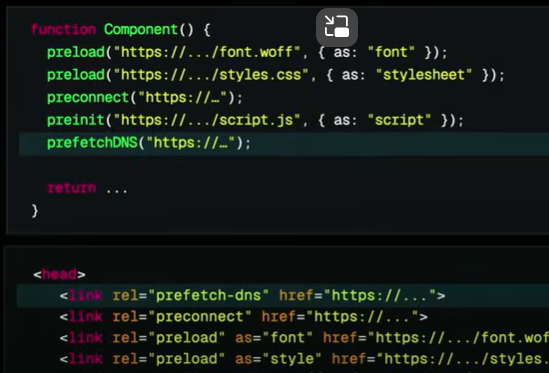 function Component() {
preload("https://.../font.woff", { as: "font" });
preload("https://.../styles.css", { as: "stylesheet" });
preconnect("https://…");
preinit("https://.../script.js", { as: "script" });
prefetchDNS("https://…");
return ...
}
<head>
<link rel="prefetch-dns" href="https://...">
<link rel="preconnect" href="https://...">
<link rel="preload" as="font" href="https://.../font.wof
<link rel="preload" as="style" href="https://.../styles.